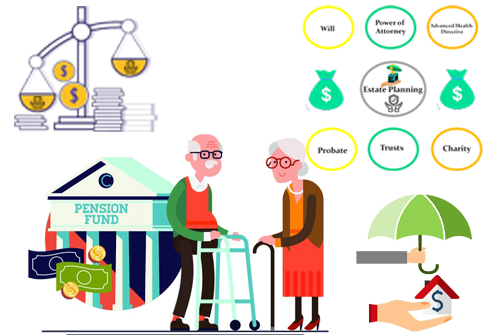 Will
Power of
Attorney
Advanced Health
Directive
$
$
$
Estate Planning
$
Probate
Trusts
Charity
PENSION
FUND
$